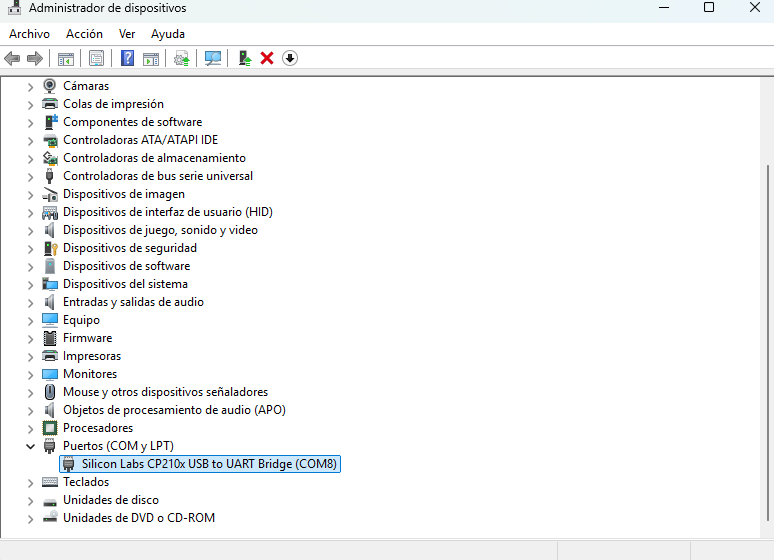 Administrador de dispositivos
Archivo Acción Ver Ayuda
Cámaras
Colas de impresión
Componentes de software
Controladoras ATA/ATAPI IDE
Controladoras de almacenamiento
Controladoras de bus serie universal
Dispositivos de imagen
Dispositivos de interfaz de usuario (HID)
Dispositivos de juego, sonido y video
Dispositivos de seguridad
Dispositivos de software
Dispositivos del sistema
Entradas y salidas de audio
Equipo
Firmware
Impresoras
Monitores
Mouse y otros dispositivos señaladores
Objetos de procesamiento de audio (APO)
Procesadores
Puertos (COM y LPT)
Silicon Labs CP210x USB to UART Bridge (COM8)
Teclados
Unidades de disco
Unidades de DVD o CD-ROM